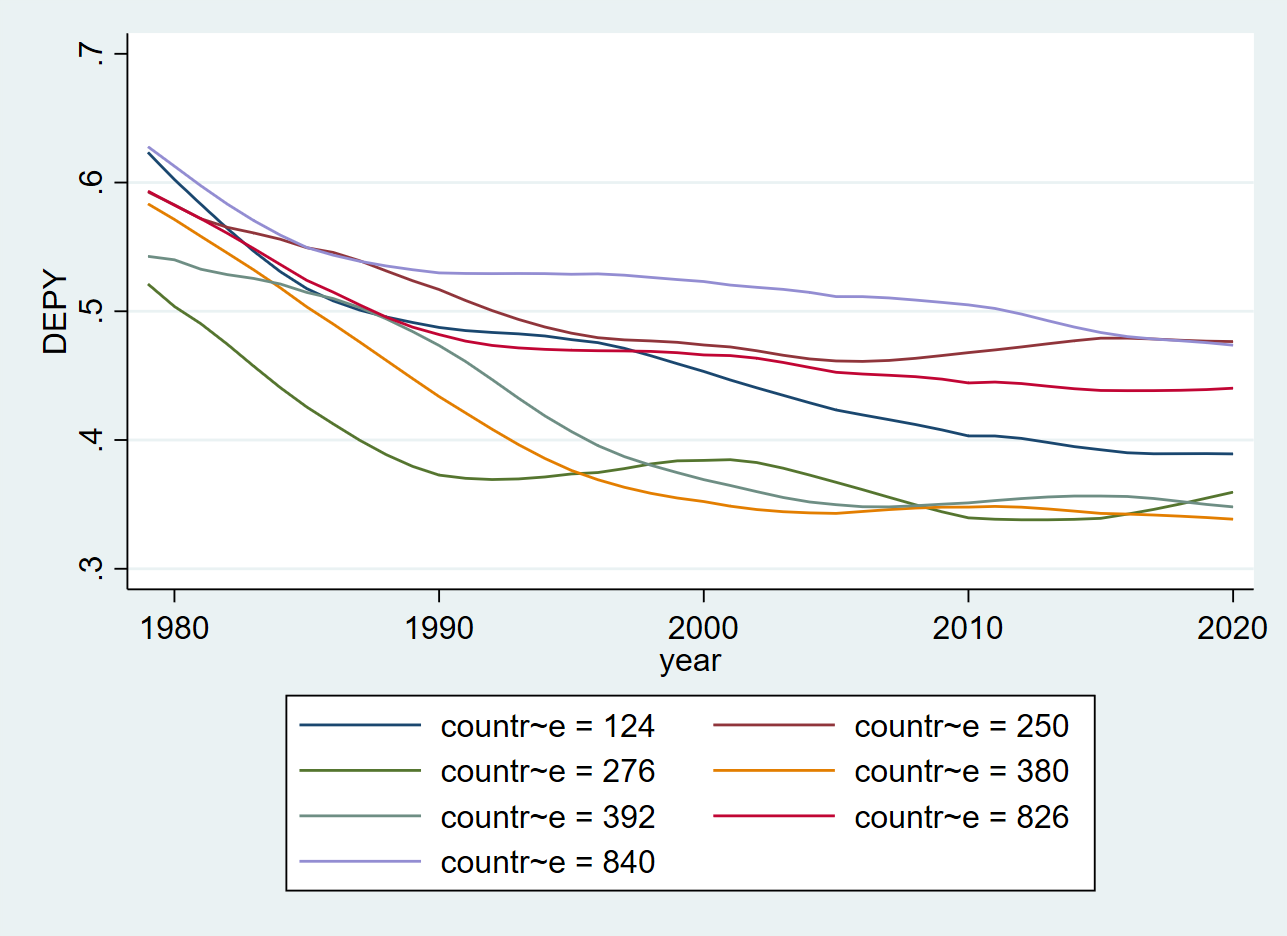 DEPY
.7
.6
.5
.4
.3
1980 1990 2000 2010 2020
year
countr~e = 124 countr~e = 250
countr~e = 276 countr~e = 380
countr~e = 392 countr~e = 826
countr~e = 840